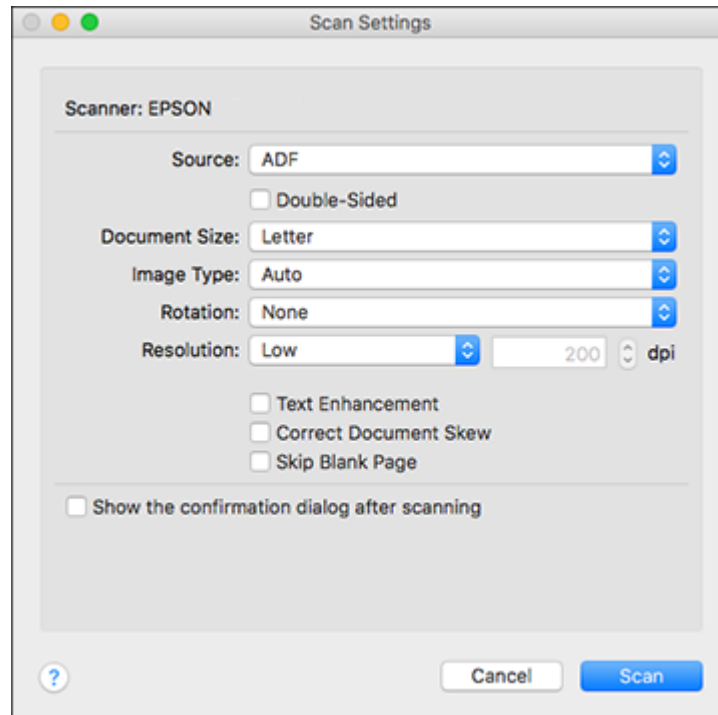 Scan Settings
Scanner: EPSON
Source: ADF
Double-Sided
Document Size: Letter
Image Type: Auto
Rotation: None
Resolution: Low 200 dpi
Text Enhancement
Correct Document Skew
Skip Blank Page
Show the confirmation dialog after scanning
? Cancel Scan